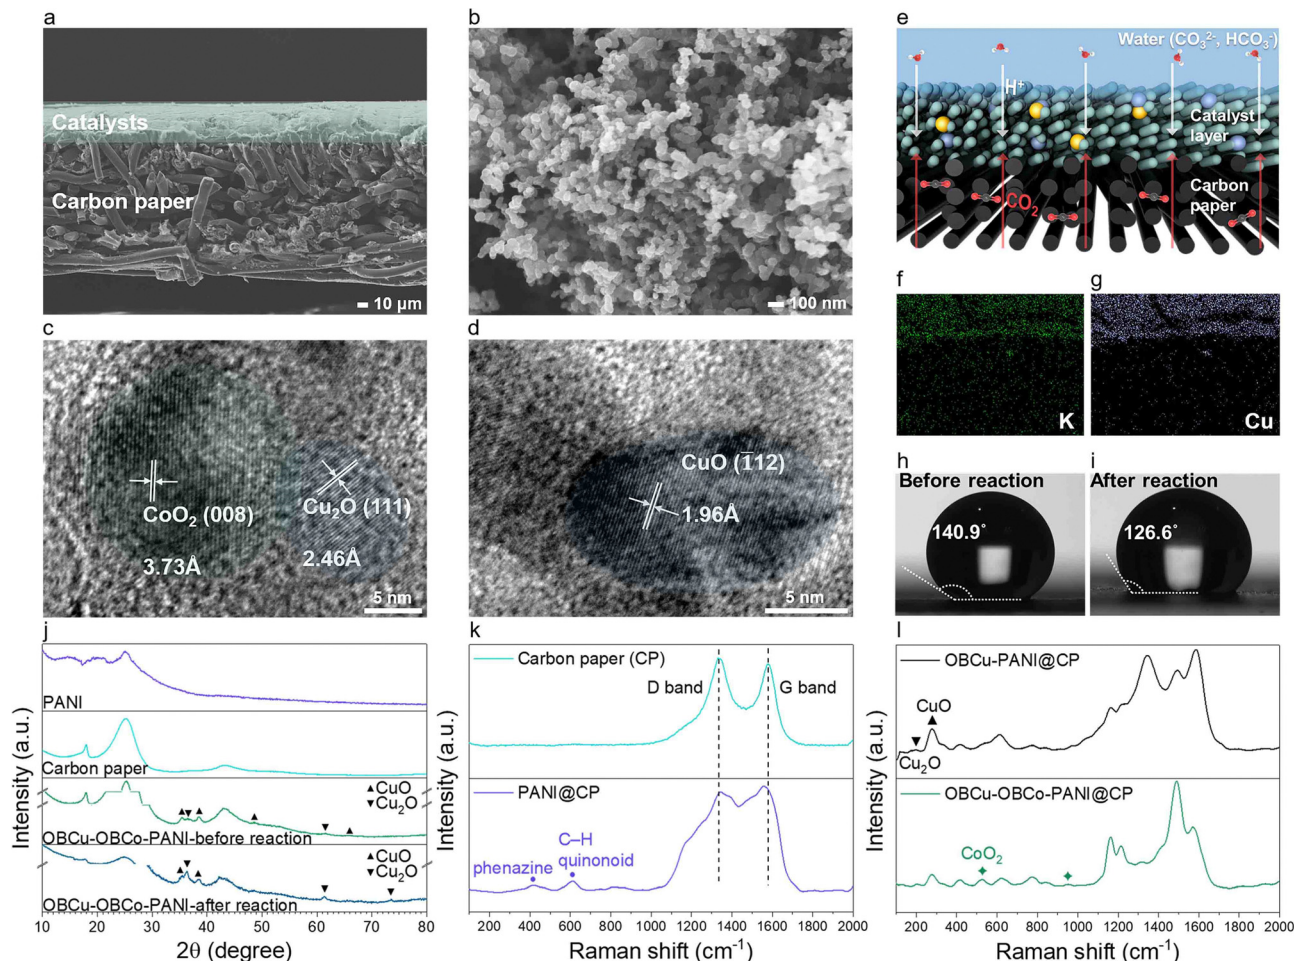 a
Catalysts
Carbon paper
10 µm
b
100 nm
e
Water (CO₃²⁻, HCO₃⁻)
H⁺
Catalyst
layer
Carbon
paper
CO₂
f
K
g
Cu
c
CoO₂ (008)
3.73Å
Cu₂O (111)
2.46Å
5 nm
d
CuO (1̅12)
1.96Å
5 nm
h
Before reaction
140.9°
i
After reaction
126.6°
j
Intensity (a.u.)
PANI
Carbon paper
▲CuO
▼Cu₂O
OBCu-OBCo-PANI-before reaction
▲CuO
▼Cu₂O
OBCu-OBCo-PANI-after reaction
10 20 30 40 50 60 70 80
2θ (degree)
k
Intensity (a.u.)
Carbon paper (CP)
D band
G band
PANI@CP
C–H
quinonoid
phenazine
200 400 600 800 1000 1200 1400 1600 1800 2000
Raman shift (cm⁻¹)
l
Intensity (a.u.)
OBCu-PANI@CP
CuO
Cu₂O
OBCu-OBCo-PANI@CP
CoO₂
200 400 600 800 1000 1200 1400 1600 1800 2000
Raman shift (cm⁻¹)